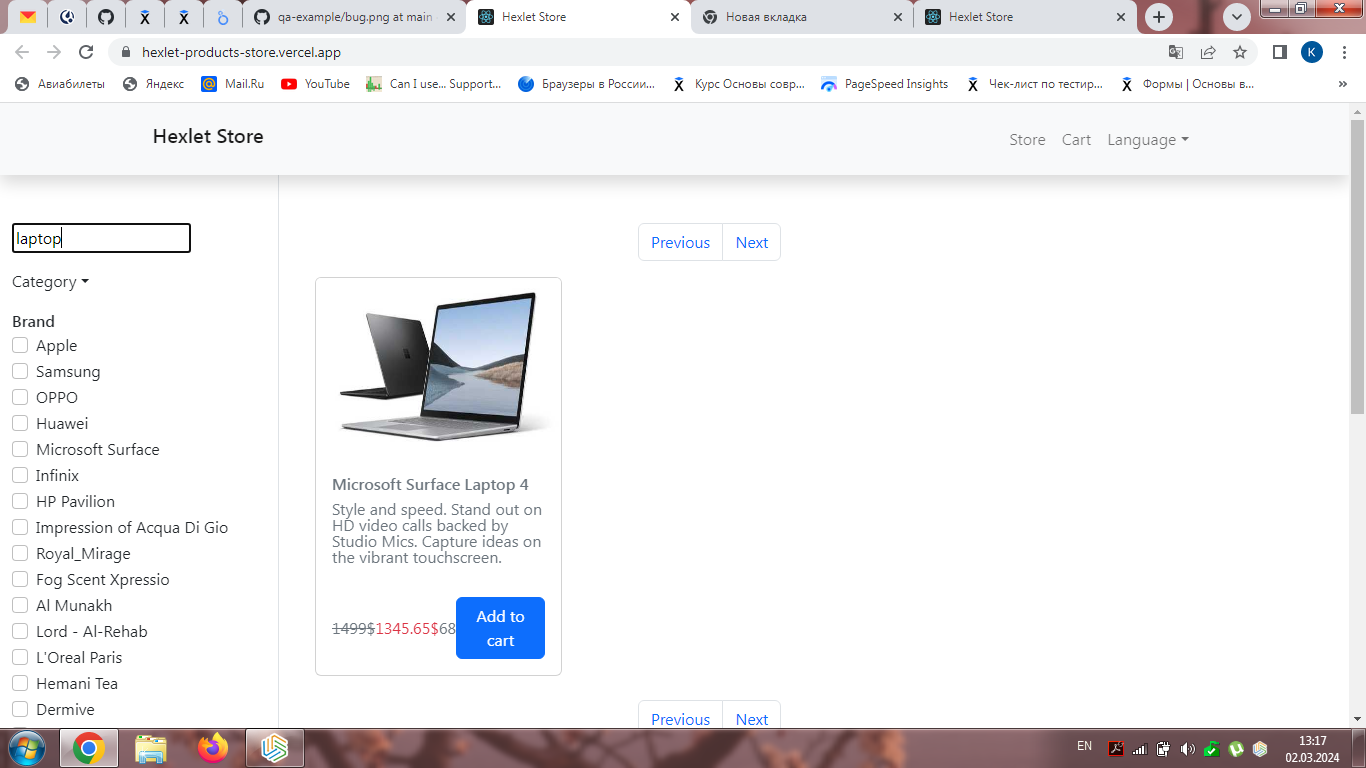 qa-example/bug.png at main
Hexlet Store
Новая вкладка
Hexlet Store
hexlet-products-store.vercel.app
K
Авиабилеты
Яндекс
Mail.Ru
YouTube
Can I use... Support...
Браузеры в России...
Курс Основы совр...
PageSpeed Insights
Чек-лист по тестир...
Формы | Основы в...
»
Hexlet Store
Store
Cart
Language
laptop
Previous
Next
Category
Brand
Apple
Samsung
OPPO
Huawei
Microsoft Surface
Infinix
HP Pavilion
Impression of Acqua Di Gio
Royal_Mirage
Fog Scent Xpressio
Al Munakh
Lord - Al-Rehab
L'Oreal Paris
Hemani Tea
Dermive
Microsoft Surface Laptop 4
Style and speed. Stand out on
HD video calls backed by
Studio Mics. Capture ideas on
the vibrant touchscreen.
1499$1345.65$68
Add to
cart
Previous
Next
EN
13:17
02.03.2024